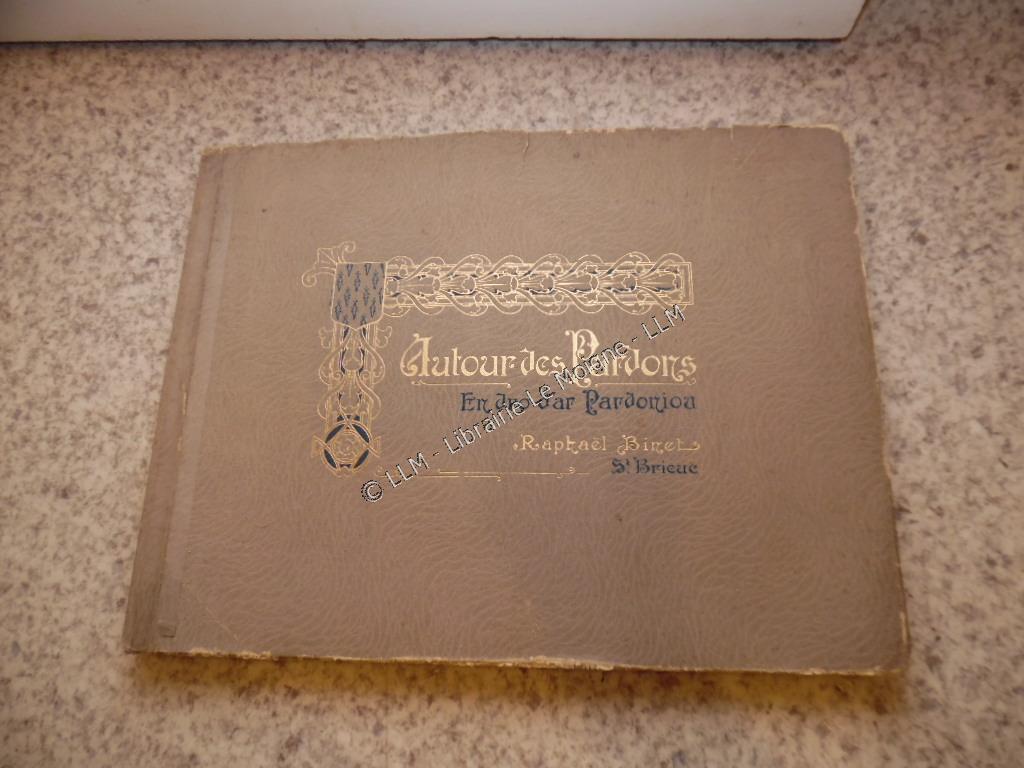 Autour des Pardons
En dro d'ar Pardoniou
Raphaël Binet
St Brieuc
© LLM - Librairie Le Moigne - LLM